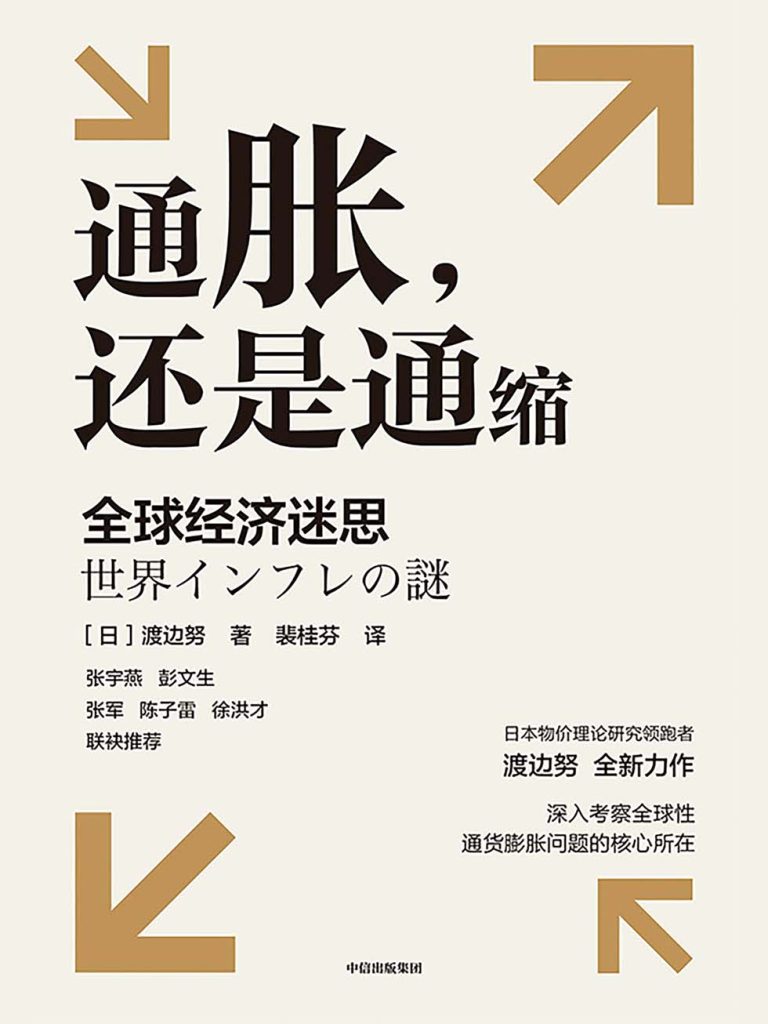 通胀，
还是通缩
全球经济迷思
世界インフレの謎
［日］渡边努 著 裴桂芬 译
张宇燕 彭文生
张军 陈子雷 徐洪才
联袂推荐
日本物价理论研究领跑者
渡边努 全新力作
深入考察全球性
通货膨胀问题的核心所在
中信出版集团